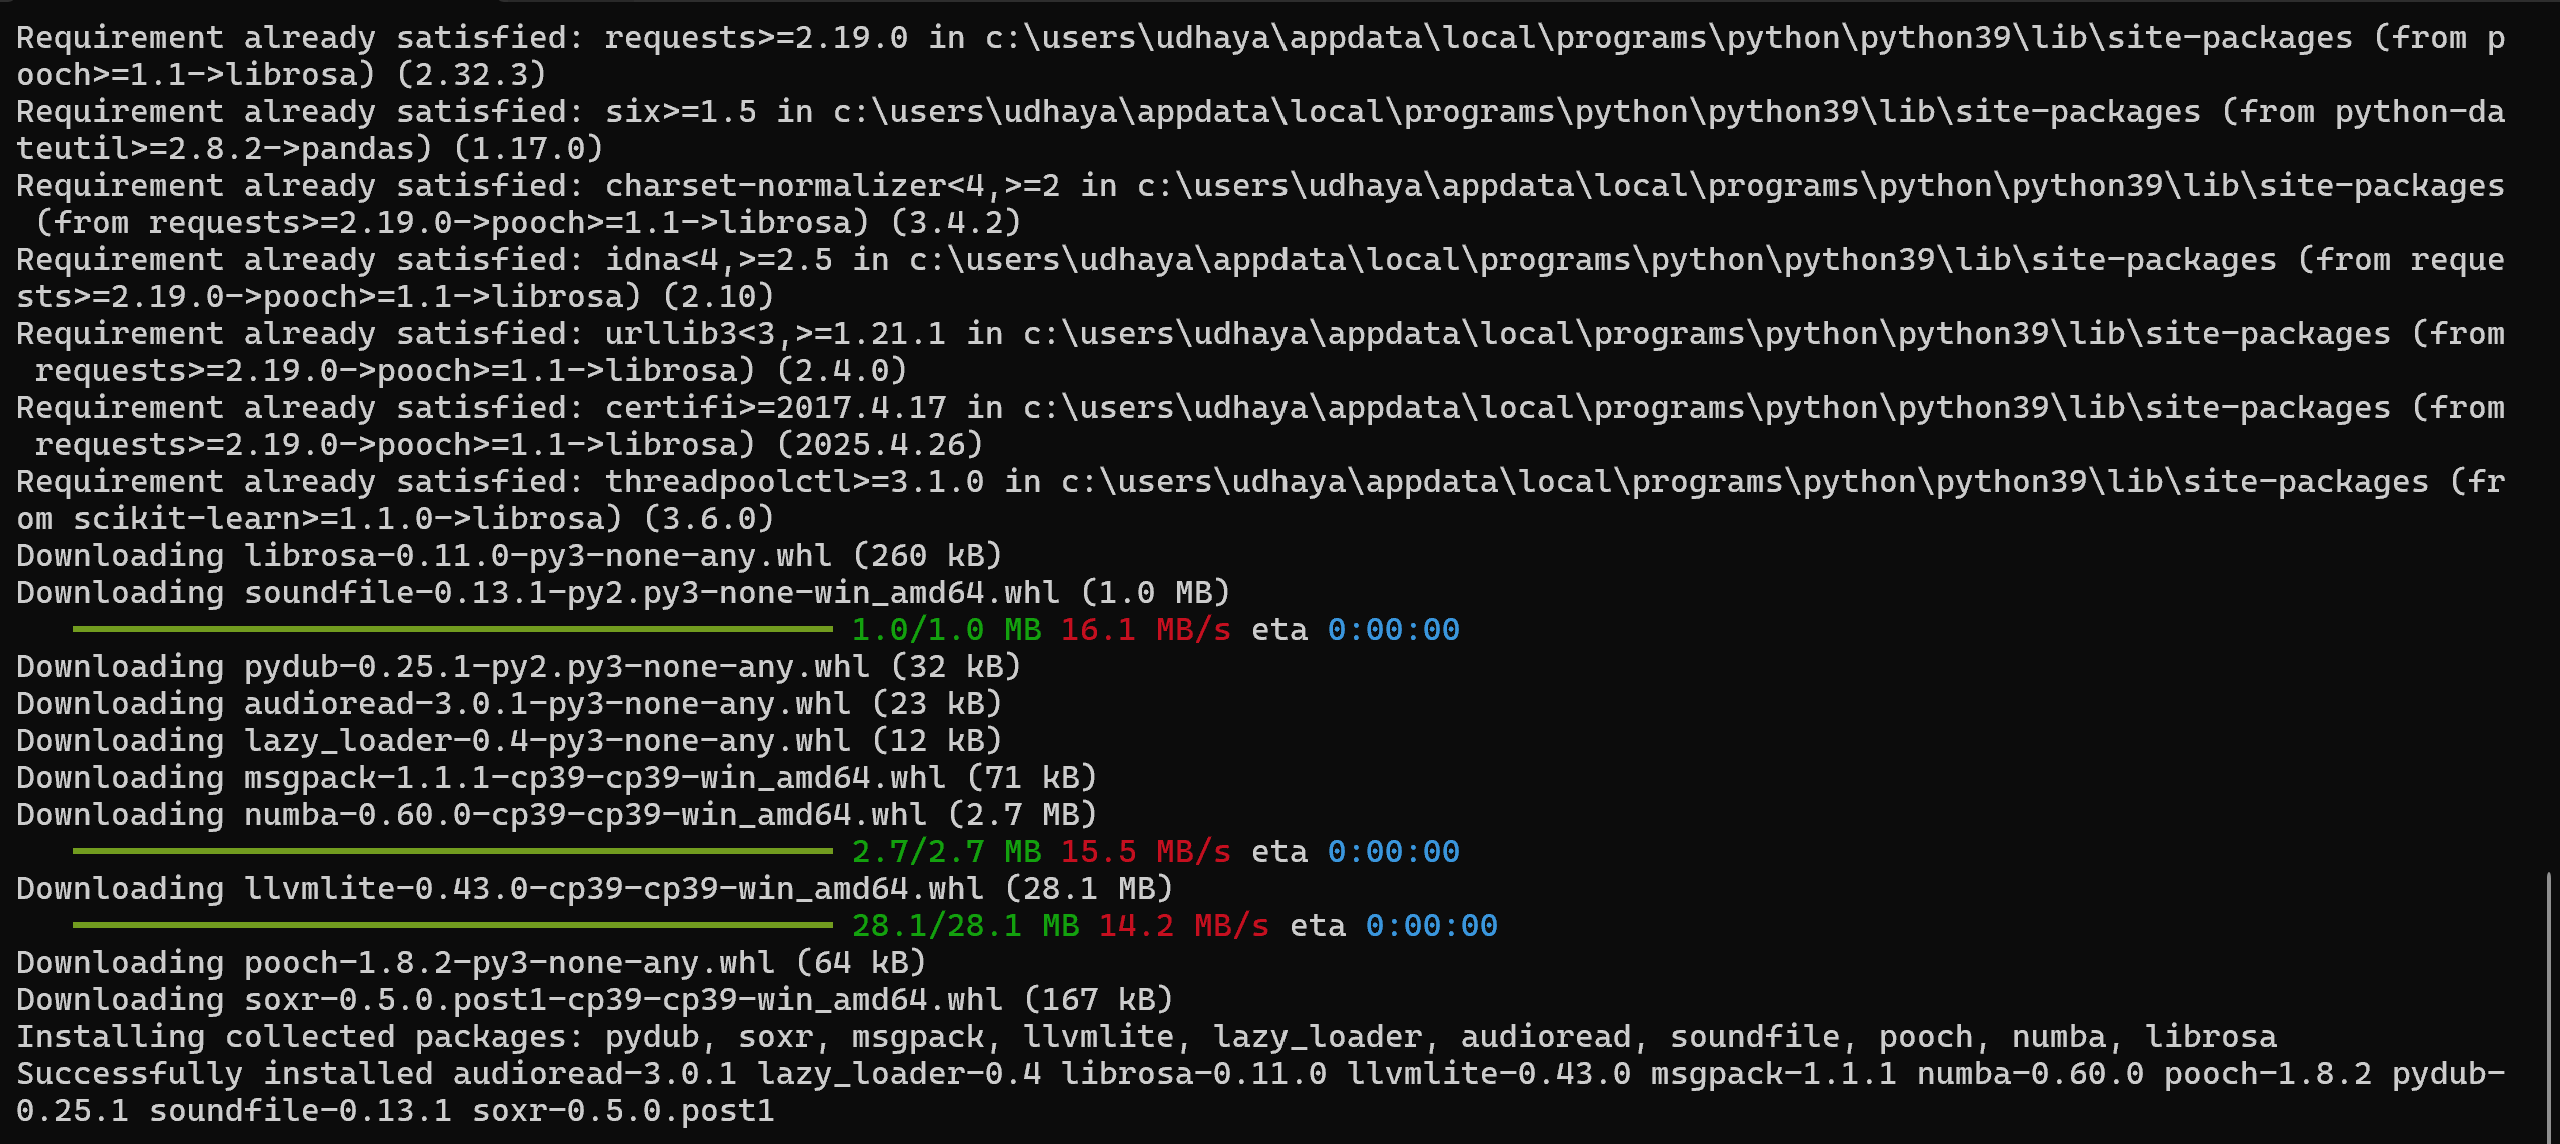 Requirement already satisfied: requests>=2.19.0 in c:\users\udhaya\appdata\local\programs\python\python39\lib\site-packages (from p
ooch>=1.1->librosa) (2.32.3)
Requirement already satisfied: six>=1.5 in c:\users\udhaya\appdata\local\programs\python\python39\lib\site-packages (from python-da
teutil>=2.8.2->pandas) (1.17.0)
Requirement already satisfied: charset-normalizer<4,>=2 in c:\users\udhaya\appdata\local\programs\python\python39\lib\site-packages
 (from requests>=2.19.0->pooch>=1.1->librosa) (3.4.2)
Requirement already satisfied: idna<4,>=2.5 in c:\users\udhaya\appdata\local\programs\python\python39\lib\site-packages (from reque
sts>=2.19.0->pooch>=1.1->librosa) (2.10)
Requirement already satisfied: urllib3<3,>=1.21.1 in c:\users\udhaya\appdata\local\programs\python\python39\lib\site-packages (from
 requests>=2.19.0->pooch>=1.1->librosa) (2.4.0)
Requirement already satisfied: certifi>=2017.4.17 in c:\users\udhaya\appdata\local\programs\python\python39\lib\site-packages (from
 requests>=2.19.0->pooch>=1.1->librosa) (2025.4.26)
Requirement already satisfied: threadpoolctl>=3.1.0 in c:\users\udhaya\appdata\local\programs\python\python39\lib\site-packages (fr
om scikit-learn>=1.1.0->librosa) (3.6.0)
Downloading librosa-0.11.0-py3-none-any.whl (260 kB)
Downloading soundfile-0.13.1-py2.py3-none-win_amd64.whl (1.0 MB)
1.0/1.0 MB 16.1 MB/s eta 0:00:00
Downloading pydub-0.25.1-py2.py3-none-any.whl (32 kB)
Downloading audioread-3.0.1-py3-none-any.whl (23 kB)
Downloading lazy_loader-0.4-py3-none-any.whl (12 kB)
Downloading msgpack-1.1.1-cp39-cp39-win_amd64.whl (71 kB)
Downloading numba-0.60.0-cp39-cp39-win_amd64.whl (2.7 MB)
2.7/2.7 MB 15.5 MB/s eta 0:00:00
Downloading llvmlite-0.43.0-cp39-cp39-win_amd64.whl (28.1 MB)
28.1/28.1 MB 14.2 MB/s eta 0:00:00
Downloading pooch-1.8.2-py3-none-any.whl (64 kB)
Downloading soxr-0.5.0.post1-cp39-cp39-win_amd64.whl (167 kB)
Installing collected packages: pydub, soxr, msgpack, llvmlite, lazy_loader, audioread, soundfile, pooch, numba, librosa
Successfully installed audioread-3.0.1 lazy_loader-0.4 librosa-0.11.0 llvmlite-0.43.0 msgpack-1.1.1 numba-0.60.0 pooch-1.8.2 pydub-
0.25.1 soundfile-0.13.1 soxr-0.5.0.post1